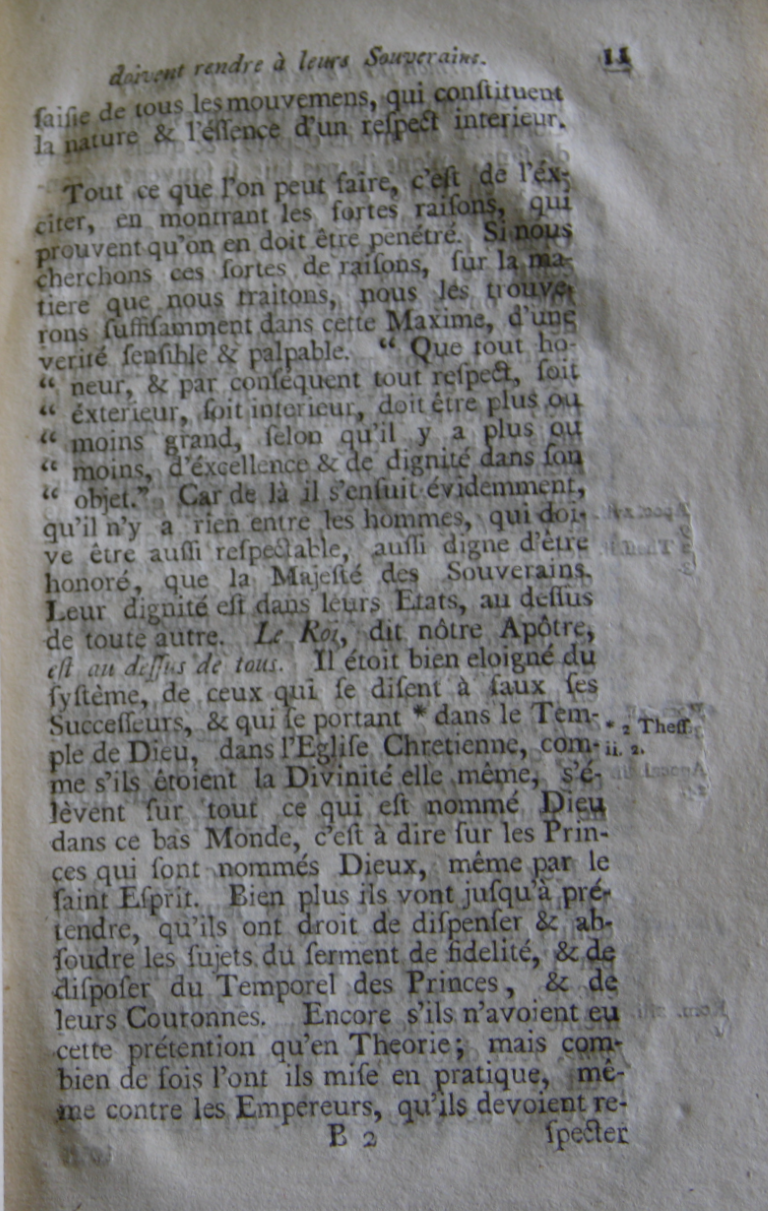 doivent rendre à leurs Souverains. 11
saisie de tous les mouvemens, qui conſtituent
la nature & l'éſſence d'un reſpect interieur.
Tout ce que l'on peut faire, c'eſt de l'éx-
citer, en montrant les fortes raiſons, qui
prouvent qu'on en doit être penétré. Si nous
cherchons ces ſortes de raiſons, ſur la ma-
tiere que nous traitons, nous les trouve-
rons ſuffiſamment dans cette Maxime, d'une
verité ſenſible & palpable. “ Que tout ho-
“ neur, & par conſéquent tout reſpect, ſoit
“ éxterieur, ſoit interieur, doit être plus ou
“ moins grand, ſelon qu'il y a plus ou
“ moins, d'éxcellence & de dignité dans ſon
“ objet.” Car de là il s'enſuit évidemment,
qu'il n'y a rien entre les hommes, qui doi-
ve être auſſi reſpectable, auſſi digne d'être
honoré, que la Majeſté des Souverains.
Leur dignité eſt dans leurs Etats, au deſſus
de toute autre. Le Roi, dit nôtre Apôtre,
eſt au deſſus de tous. Il étoit bien eloigné du
ſyſtème, de ceux qui ſe diſent à faux ſes
Succeſſeurs, & qui ſe portant * dans le Tem-
ple de Dieu, dans l'Egliſe Chretienne, com-
me s'ils étoient la Divinité elle même, s'é-
lèvent ſur tout ce qui eſt nommé Dieu
dans ce bas Monde, c'eſt à dire ſur les Prin-
ces qui ſont nommés Dieux, même par le
ſaint Eſprit. Bien plus ils vont juſqu'à pré-
tendre, qu'ils ont droit de diſpenſer & ab-
ſoudre les ſujets du ſerment de fidelité, & de
diſpoſer du Temporel des Princes, & de
leurs Couronnes. Encore s'ils n'avoient eu
cette prétention qu'en Theorie; mais com-
bien de fois l'ont ils miſe en pratique, mê-
me contre les Empereurs, qu'ils devoient re-
B 2 ſpecter
* 2 Theſſ.
ii. 2.